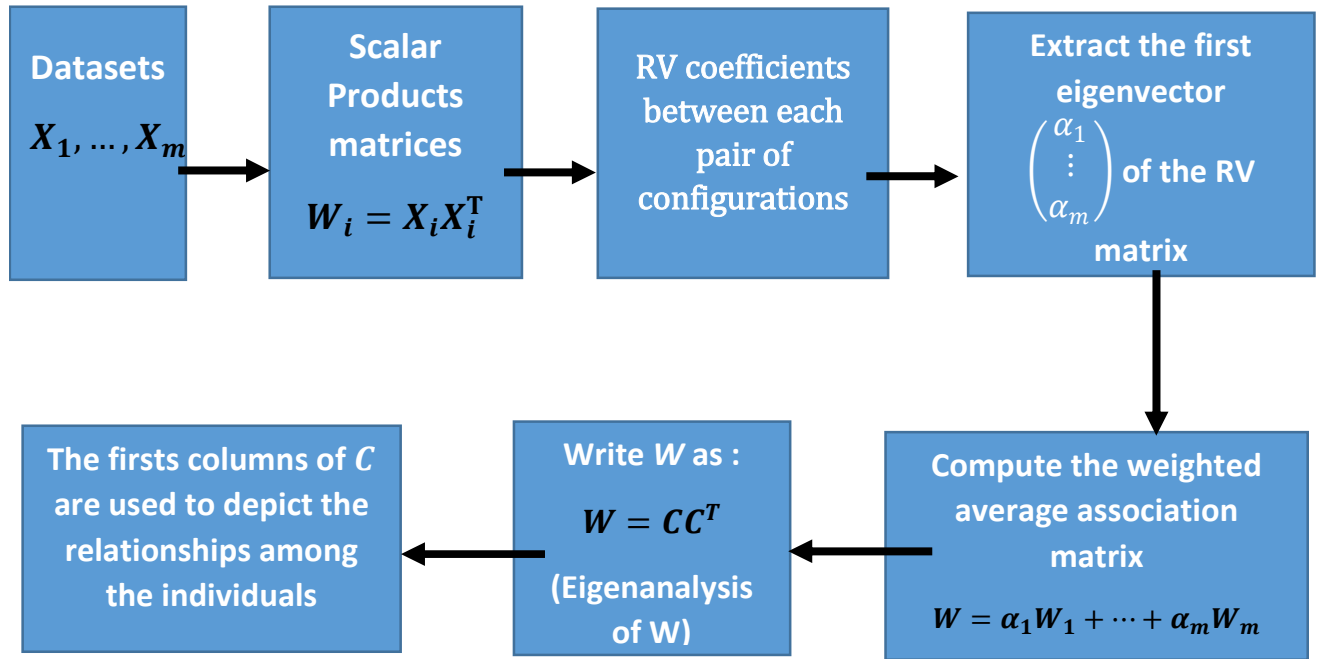 Datasets
X₁, … , Xₘ
Scalar
Products
matrices
Wᵢ = XᵢXᵢᵀ
RV coefficients
between each
pair of
configurations
Extract the first
eigenvector
(α₁ ⋮ αₘ) of the RV
matrix
Compute the weighted
average association
matrix
W = α₁W₁ + ⋯ + αₘWₘ
Write W as :
W = CCᵀ
(Eigenanalysis
of W)
The firsts columns of C
are used to depict the
relationships among
the individuals